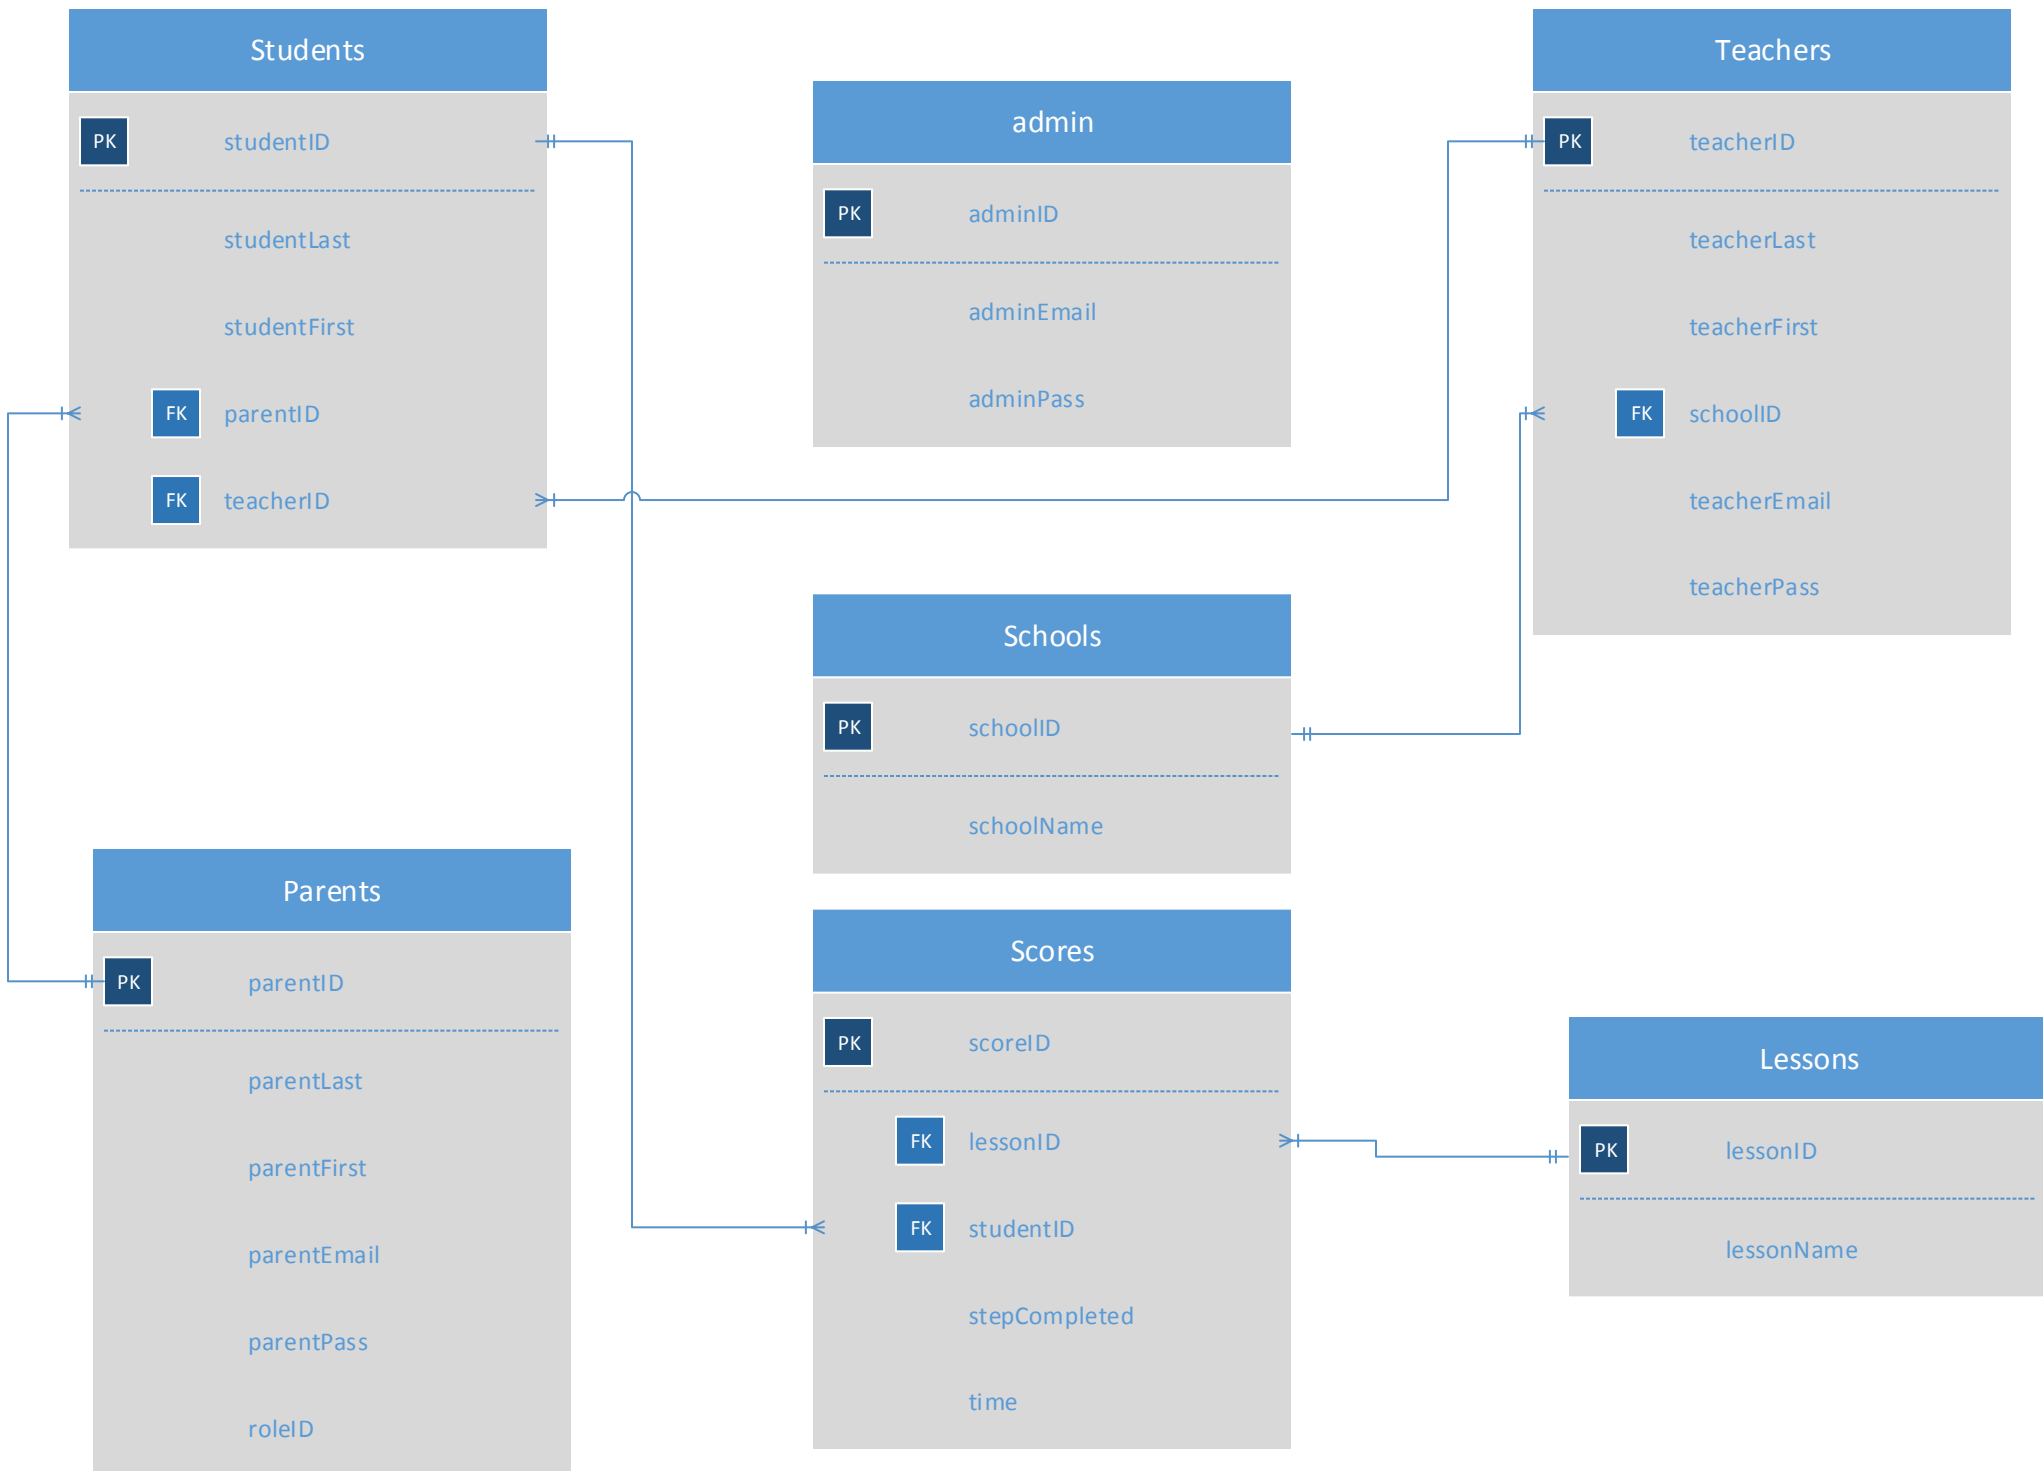 Students
PK studentID
studentLast
studentFirst
FK parentID
FK teacherID
admin
PK adminID
adminEmail
adminPass
Teachers
PK teacherID
teacherLast
teacherFirst
FK schoolID
teacherEmail
teacherPass
Schools
PK schoolID
schoolName
Parents
PK parentID
parentLast
parentFirst
parentEmail
parentPass
roleID
Scores
PK scoreID
FK lessonID
FK studentID
stepCompleted
time
Lessons
PK lessonID
lessonName